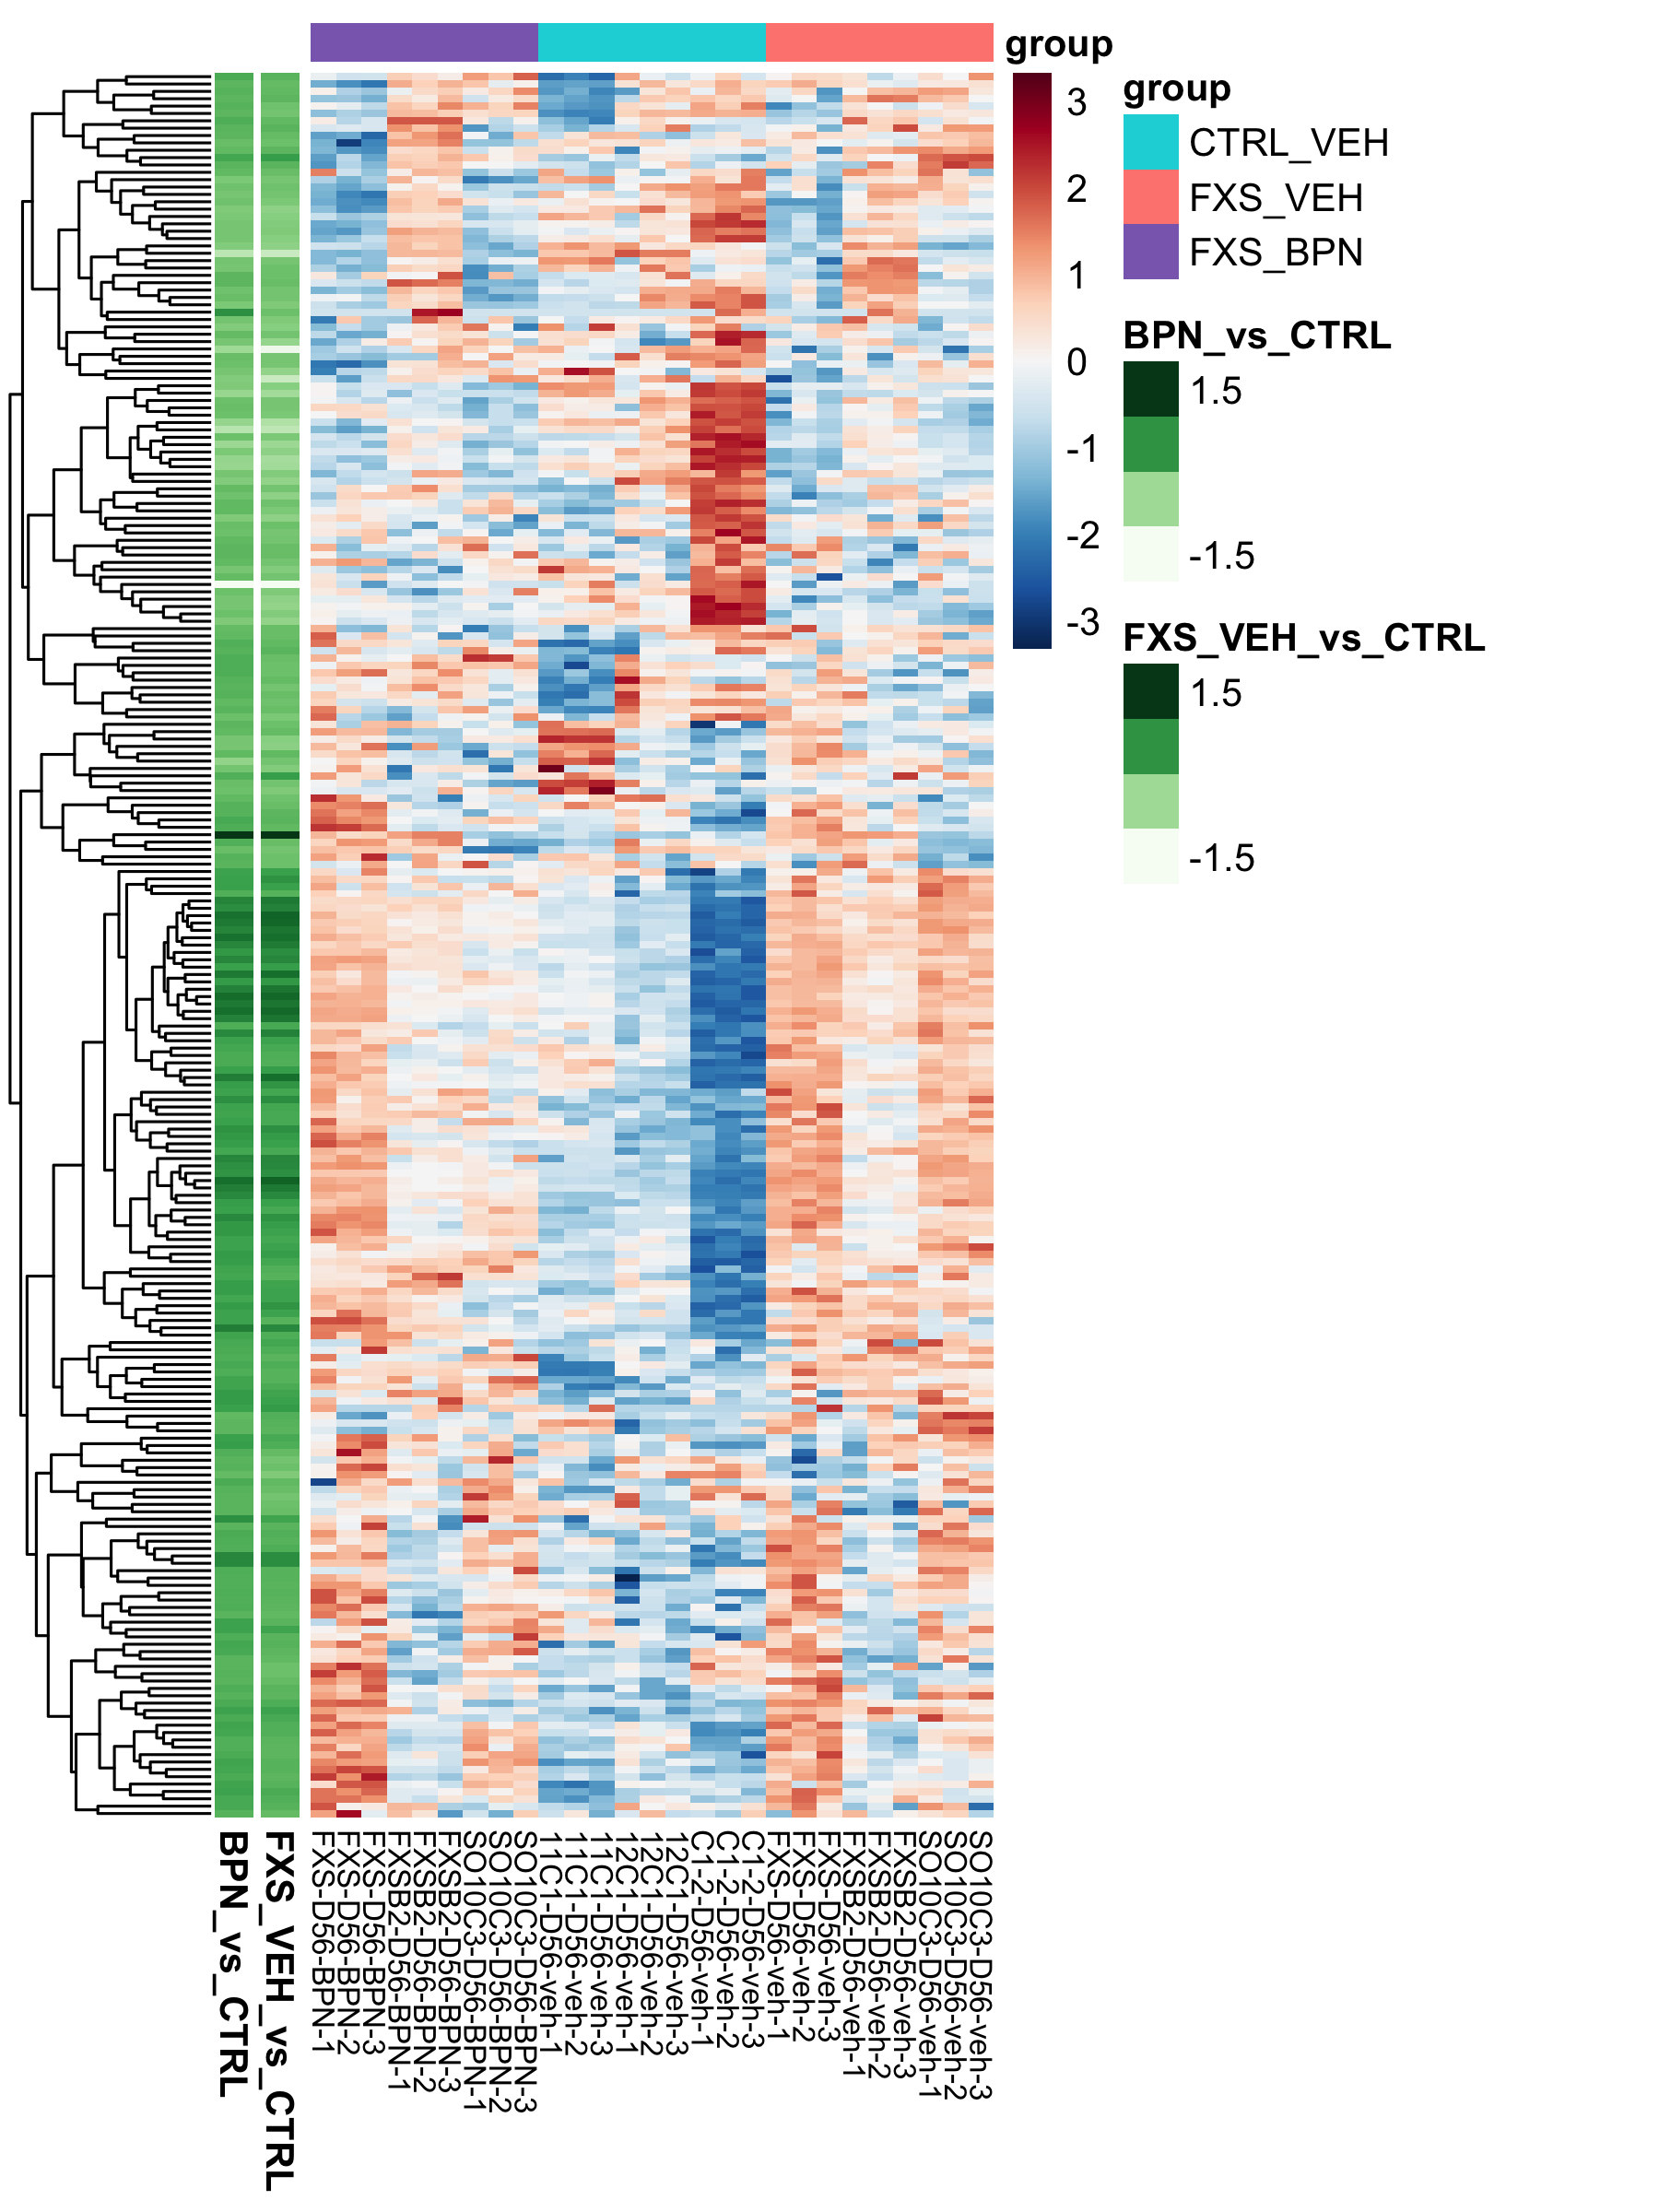 group
3
2
1
0
-1
-2
-3
group
CTRL_VEH
FXS_VEH
FXS_BPN
BPN_vs_CTRL
1.5
-1.5
FXS_VEH_vs_CTRL
1.5
-1.5
BPN_vs_CTRL
FXS_VEH_vs_CTRL
FXS-D56-BPN-1
FXS-D56-BPN-2
FXS-D56-BPN-3
FXSB2-D56-BPN-1
FXSB2-D56-BPN-2
FXSB2-D56-BPN-3
SO10C3-D56-BPN-1
SO10C3-D56-BPN-2
SO10C3-D56-BPN-3
11C1-D56-veh-1
11C1-D56-veh-2
11C1-D56-veh-3
12C1-D56-veh-1
12C1-D56-veh-2
12C1-D56-veh-3
C1-2-D56-veh-1
C1-2-D56-veh-2
C1-2-D56-veh-3
FXS-D56-veh-1
FXS-D56-veh-2
FXS-D56-veh-3
FXSB2-D56-veh-1
FXSB2-D56-veh-2
FXSB2-D56-veh-3
SO10C3-D56-veh-1
SO10C3-D56-veh-2
SO10C3-D56-veh-3